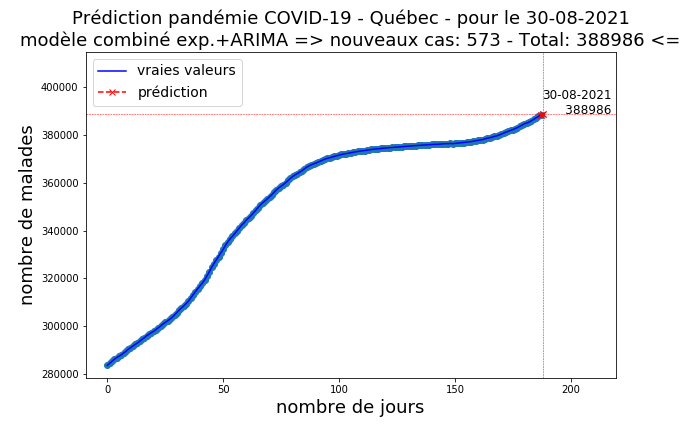 Prédiction pandémie COVID-19 - Québec - pour le 30-08-2021
modèle combiné exp.+ARIMA => nouveaux cas: 573 - Total: 388986 <=
vraies valeurs
prédiction
30-08-2021
388986
nombre de malades
400000
380000
360000
340000
320000
300000
280000
0
50
100
150
200
nombre de jours